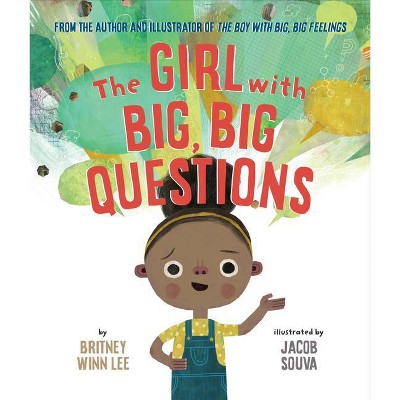 FROM THE AUTHOR AND ILLUSTRATOR OF THE BOY WITH BIG, BIG FEELINGS
The GIRL with
BIG, BIG
QUESTIONS
by
BRITNEY
WINN LEE
illustrated by
JACOB
SOUVA